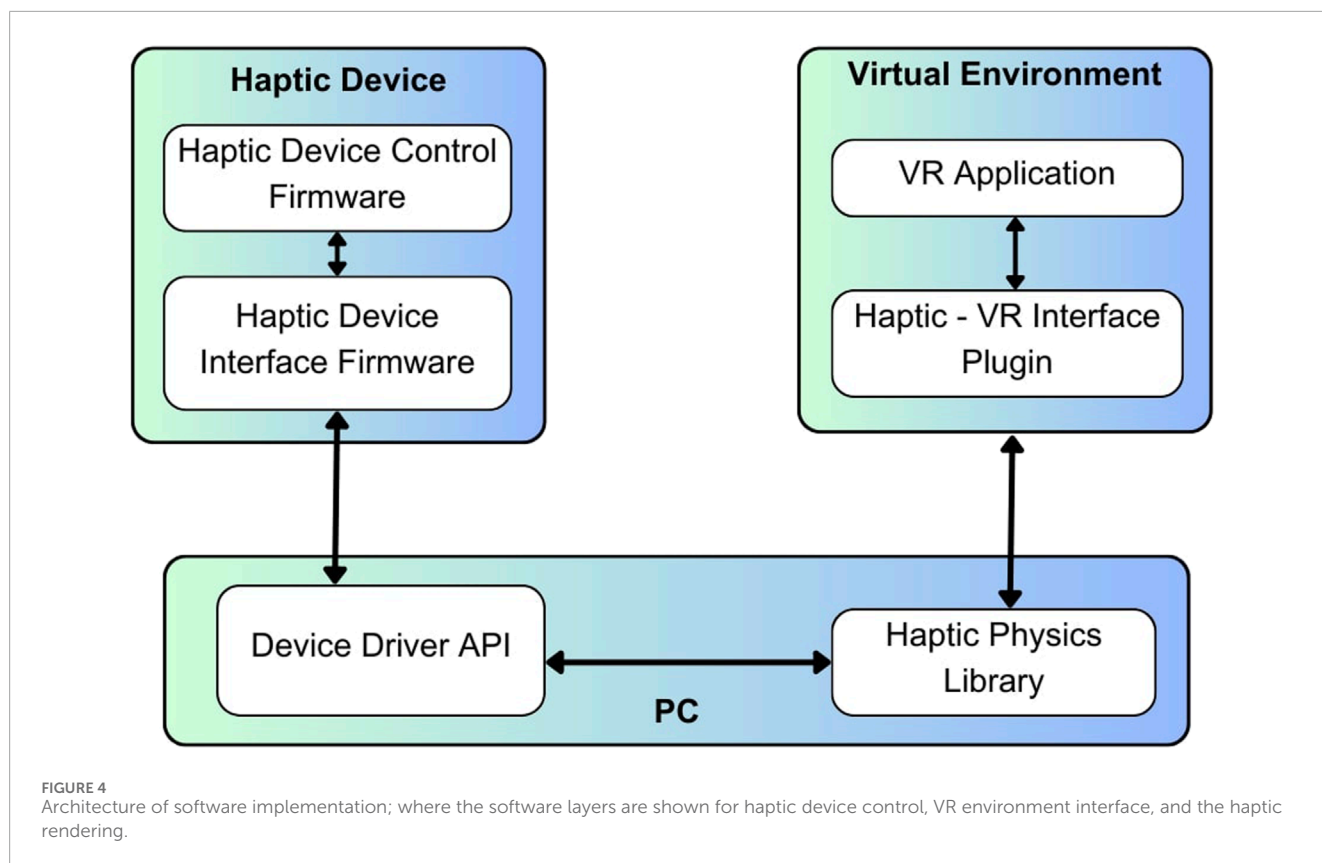 Haptic Device
Haptic Device Control
Firmware
Haptic Device
Interface Firmware
Virtual Environment
VR Application
Haptic - VR Interface
Plugin
Device Driver API
Haptic Physics
Library
PC
FIGURE 4
Architecture of software implementation; where the software layers are shown for haptic device control, VR environment interface, and the haptic
rendering.